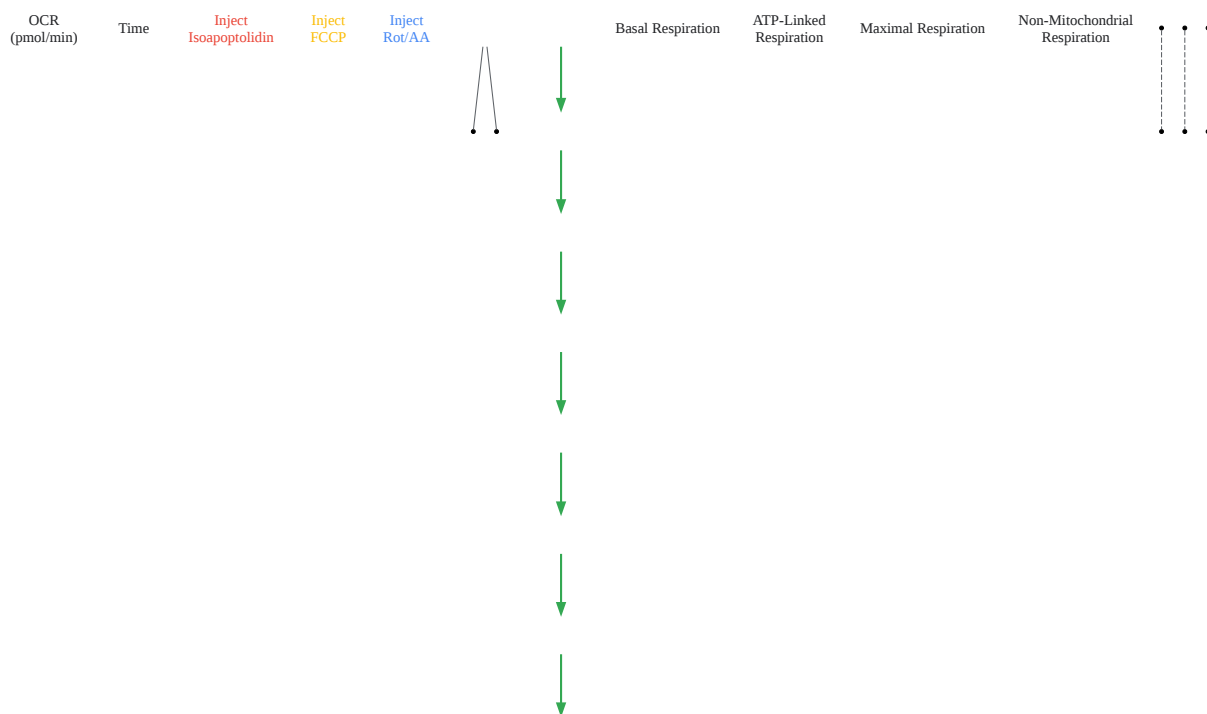 OCR
(pmol/min)
Time
Inject
Isoapoptolidin
Inject
FCCP
Inject
Rot/AA
Basal Respiration
ATP-Linked
Respiration
Maximal Respiration
Non-Mitochondrial
Respiration